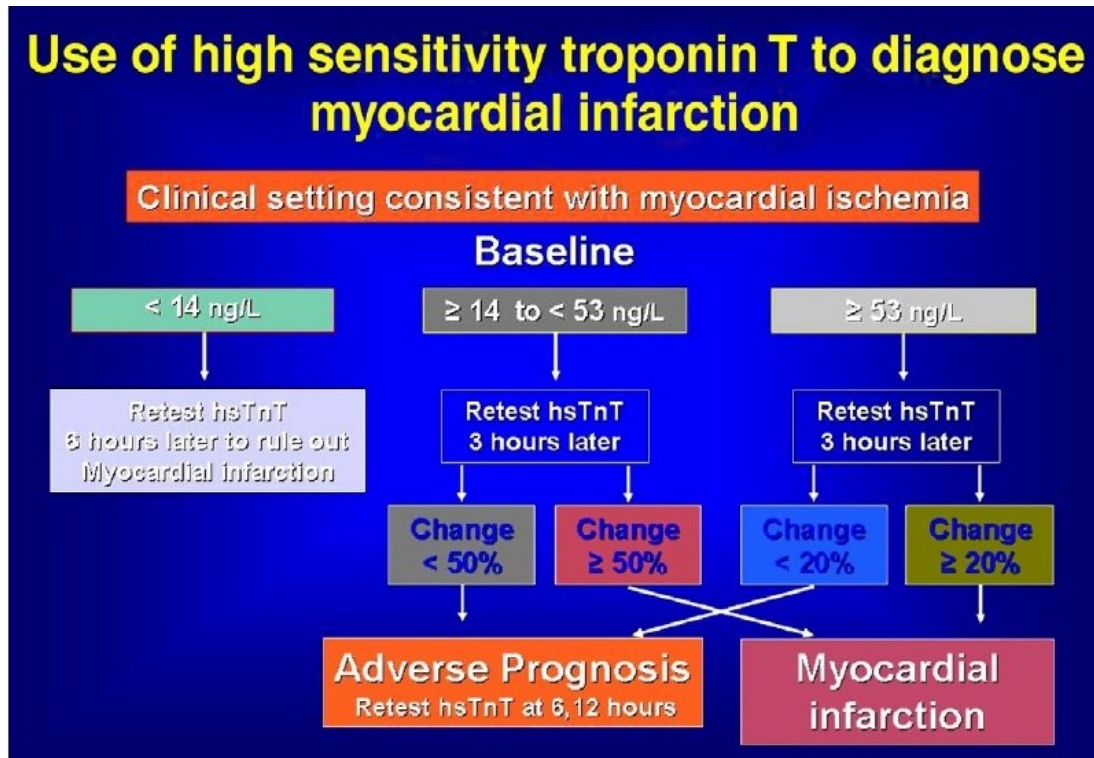 Use of high sensitivity troponin T to diagnose
myocardial infarction
Clinical setting consistent with myocardial ischemia
Baseline
< 14 ng/L
≥ 14 to < 53 ng/L
≥ 53 ng/L
Retest hsTnT
6 hours later to rule out
Myocardial infarction
Retest hsTnT
3 hours later
Retest hsTnT
3 hours later
Change
< 50%
Change
≥ 50%
Change
< 20%
Change
≥ 20%
Adverse Prognosis
Retest hsTnT at 6,12 hours
Myocardial
infarction